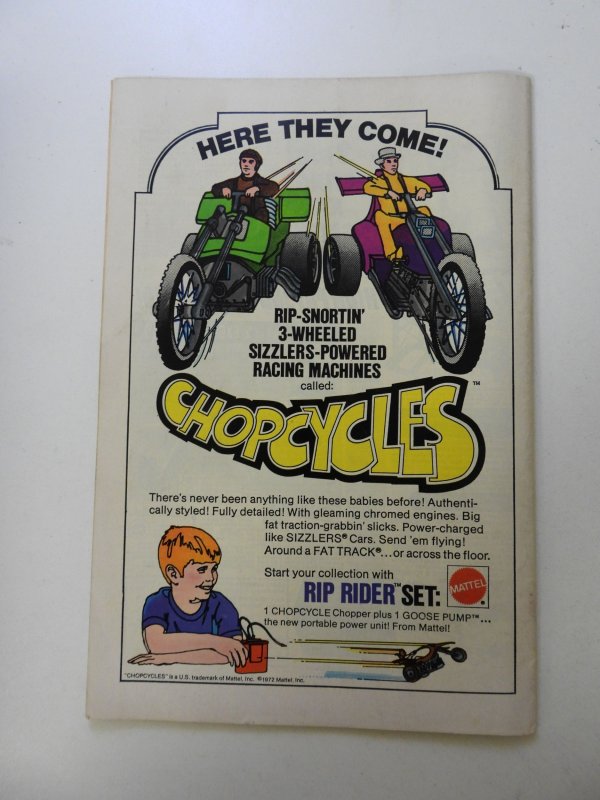 HERE THEY COME!
RIP-SNORTIN'
3-WHEELED
SIZZLERS-POWERED
RACING MACHINES
called:
CHOPCYCLES™
There's never been anything like these babies before! Authenti-
cally styled! Fully detailed! With gleaming chromed engines. Big
fat traction-grabbin' slicks. Power-charged
like SIZZLERS® Cars. Send 'em flying!
Around a FAT TRACK®...or across the floor.
Start your collection with
RIP RIDER™ SET:
MATTEL®
1 CHOPCYCLE Chopper plus 1 GOOSE PUMP™...
the new portable power unit! From Mattel!
"CHOPCYCLES" is a U.S. trademark of Mattel, Inc. ©1972 Mattel, Inc.